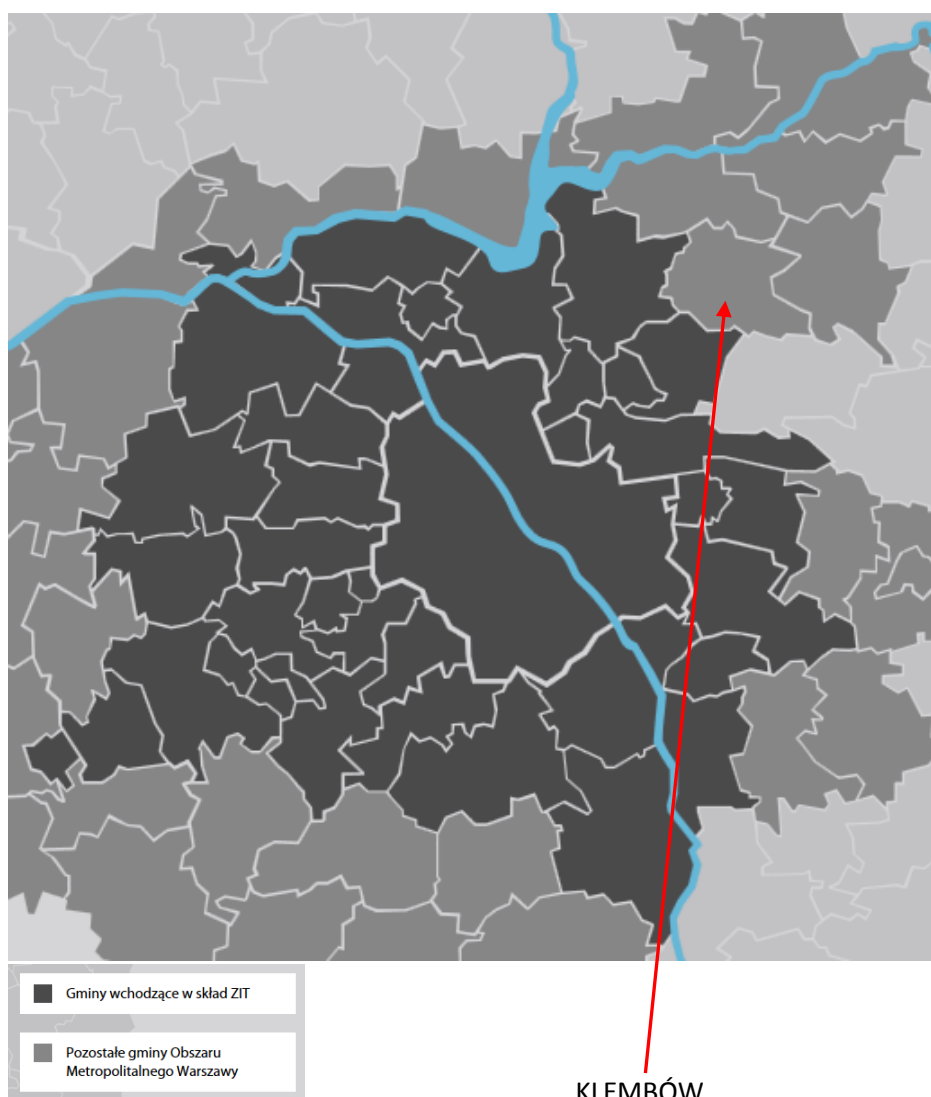 Gminy wchodzące w skład ZIT
Pozostałe gminy Obszaru
Metropolitalnego Warszawy
KLEMBÓW